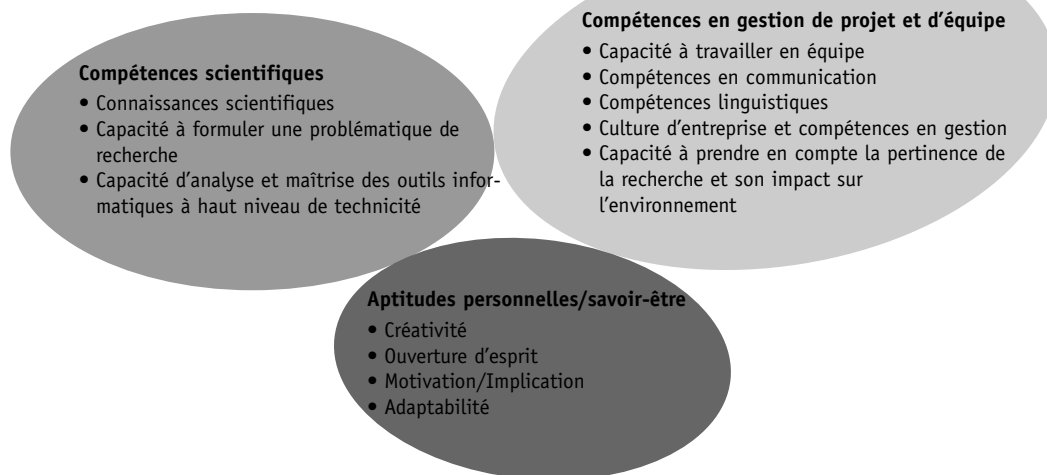 Compétences scientifiques
• Connaissances scientifiques
• Capacité à formuler une problématique de
recherche
• Capacité d'analyse et maîtrise des outils infor-
matiques à haut niveau de technicité
Compétences en gestion de projet et d'équipe
• Capacité à travailler en équipe
• Compétences en communication
• Compétences linguistiques
• Culture d'entreprise et compétences en gestion
• Capacité à prendre en compte la pertinence de
la recherche et son impact sur
l'environnement
Aptitudes personnelles/savoir-être
• Créativité
• Ouverture d'esprit
• Motivation/Implication
• Adaptabilité